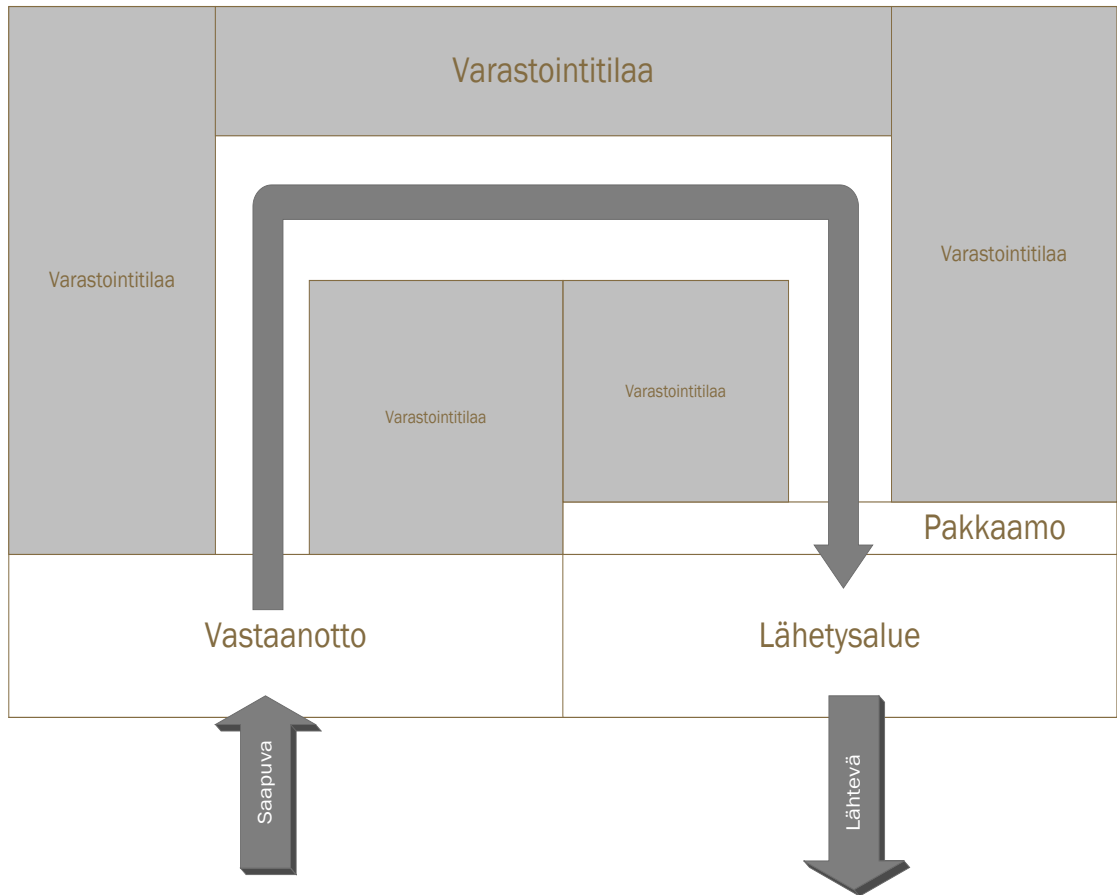 Varastointitilaa
Varastointitilaa
Varastointitilaa
Varastointitilaa
Varastointitilaa
Pakkaamo
Vastaanotto
Lähetysalue
Saapuva
Lähtevä